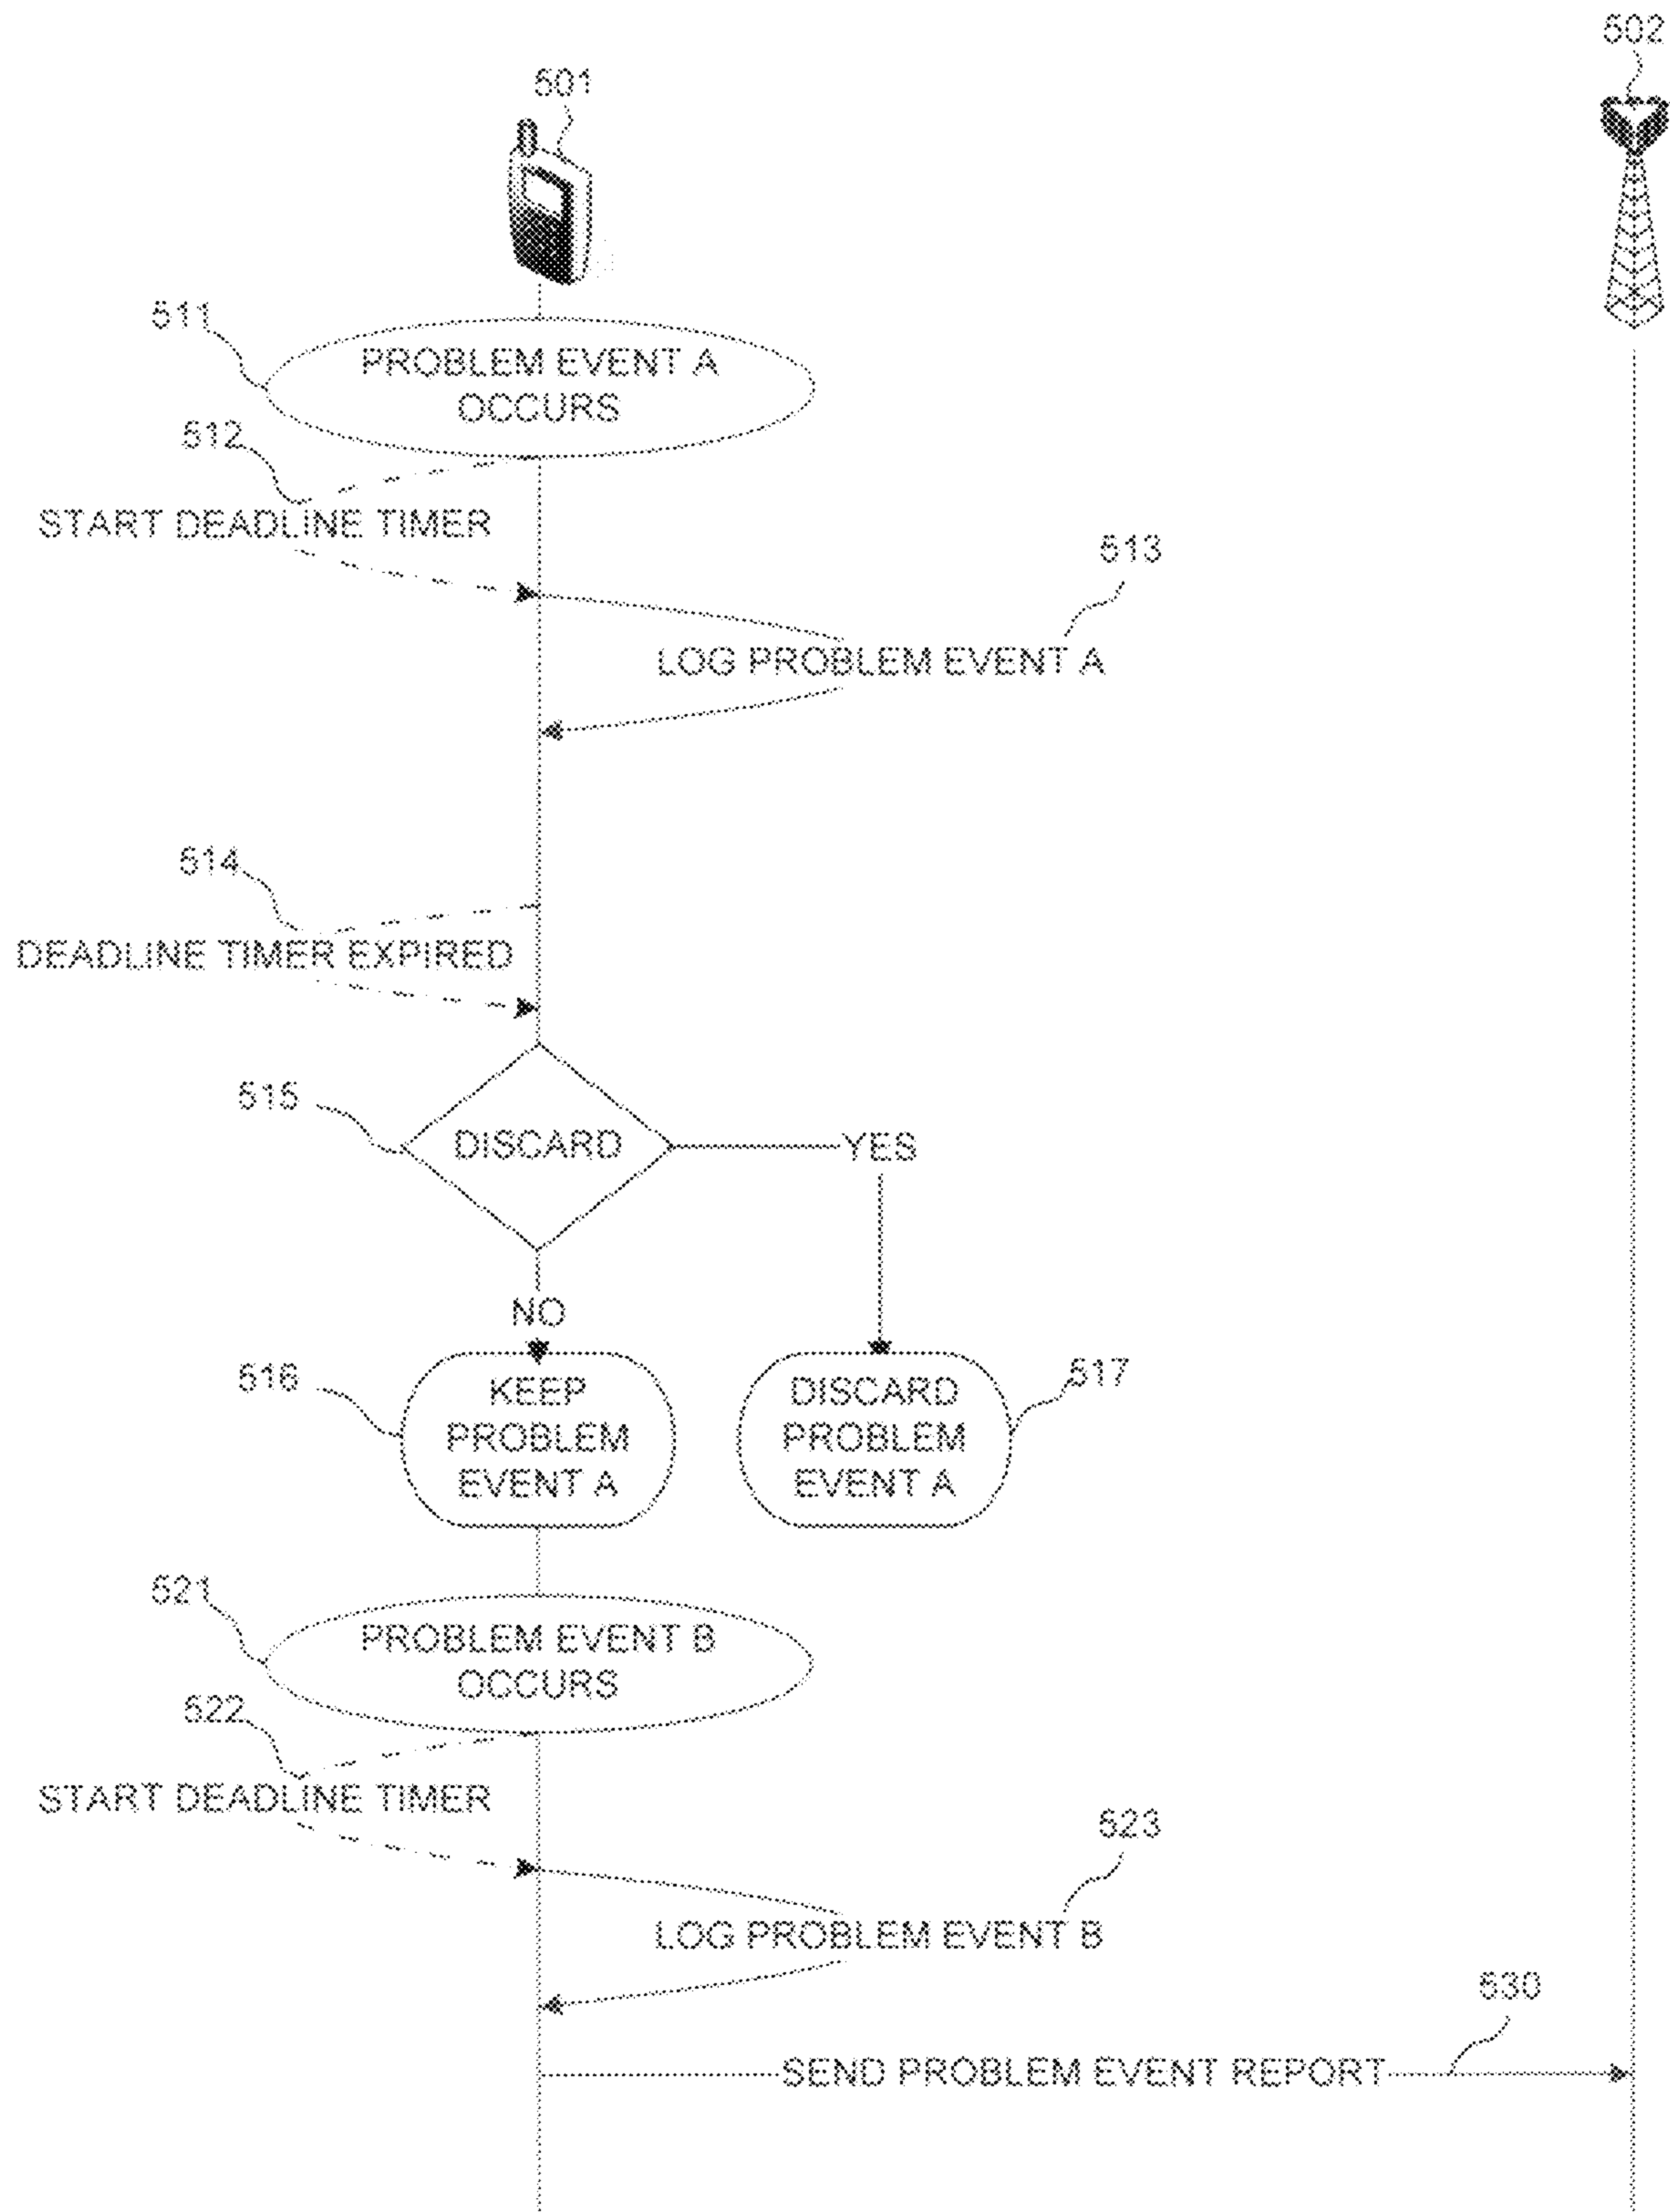 502
501
511
PROBLEM EVENT A
OCCURS
512
START DEADLINE TIMER
513
LOG PROBLEM EVENT A
514
DEADLINE TIMER EXPIRED
515
DISCARD
YES
NO
516
KEEP
PROBLEM
EVENT A
DISCARD
PROBLEM
EVENT A
517
521
PROBLEM EVENT B
OCCURS
522
START DEADLINE TIMER
523
LOG PROBLEM EVENT B
530
SEND PROBLEM EVENT REPORT